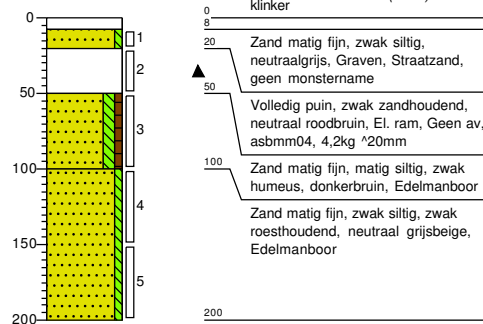 klinker
0
8
Zand matig fijn, zwak siltig,
neutraalgrijs, Graven, Straatzand,
geen monstername
20
Volledig puin, zwak zandhoudend,
neutraal roodbruin, El. ram, Geen av,
asbmm04, 4,2kg ^20mm
50
Zand matig fijn, matig siltig, zwak
humeus, donkerbruin, Edelmanboor
100
Zand matig fijn, zwak siltig, zwak
roesthoudend, neutraal grijsbeige,
Edelmanboor
200
0
50
100
150
200
1
2
3
4
5